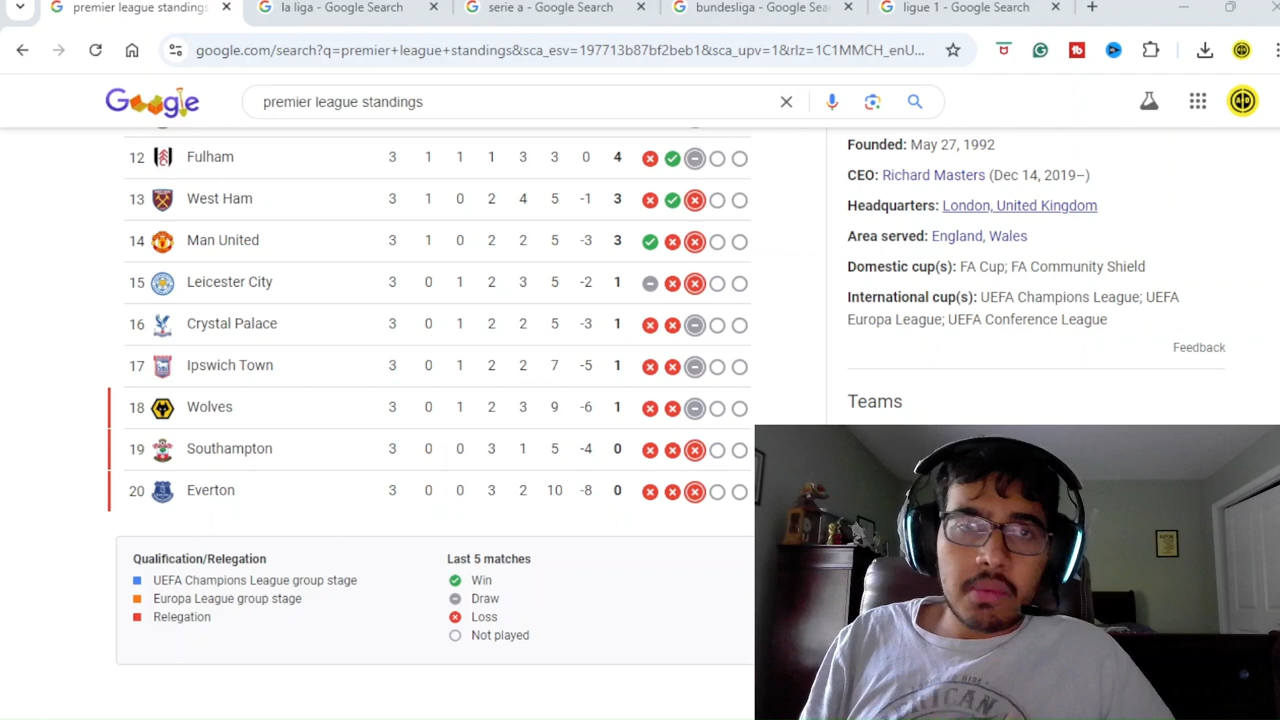 premier league standings
la liga - Google Search
serie a - Google Search
bundesliga - Google Sea
ligue 1 - Google Search
google.com/search?q=premier+league+standings&sca_esv=197713b87bf2beb1&sca_upv=1&rlz=1C1MMCH_enU...
Google
premier league standings
12 Fulham 3 1 1 1 3 3 0 4
13 West Ham 3 1 0 2 4 5 -1 3
14 Man United 3 1 0 2 2 5 -3 3
15 Leicester City 3 0 1 2 3 5 -2 1
16 Crystal Palace 3 0 1 2 2 5 -3 1
17 Ipswich Town 3 0 1 2 2 7 -5 1
18 Wolves 3 0 1 2 3 9 -6 1
19 Southampton 3 0 0 3 1 5 -4 0
20 Everton 3 0 0 3 2 10 -8 0
Qualification/Relegation
UEFA Champions League group stage
Europa League group stage
Relegation
Last 5 matches
Win
Draw
Loss
Not played
Founded: May 27, 1992
CEO: Richard Masters (Dec 14, 2019–)
Headquarters: London, United Kingdom
Area served: England, Wales
Domestic cup(s): FA Cup; FA Community Shield
International cup(s): UEFA Champions League; UEFA
Europa League; UEFA Conference League
Feedback
Teams